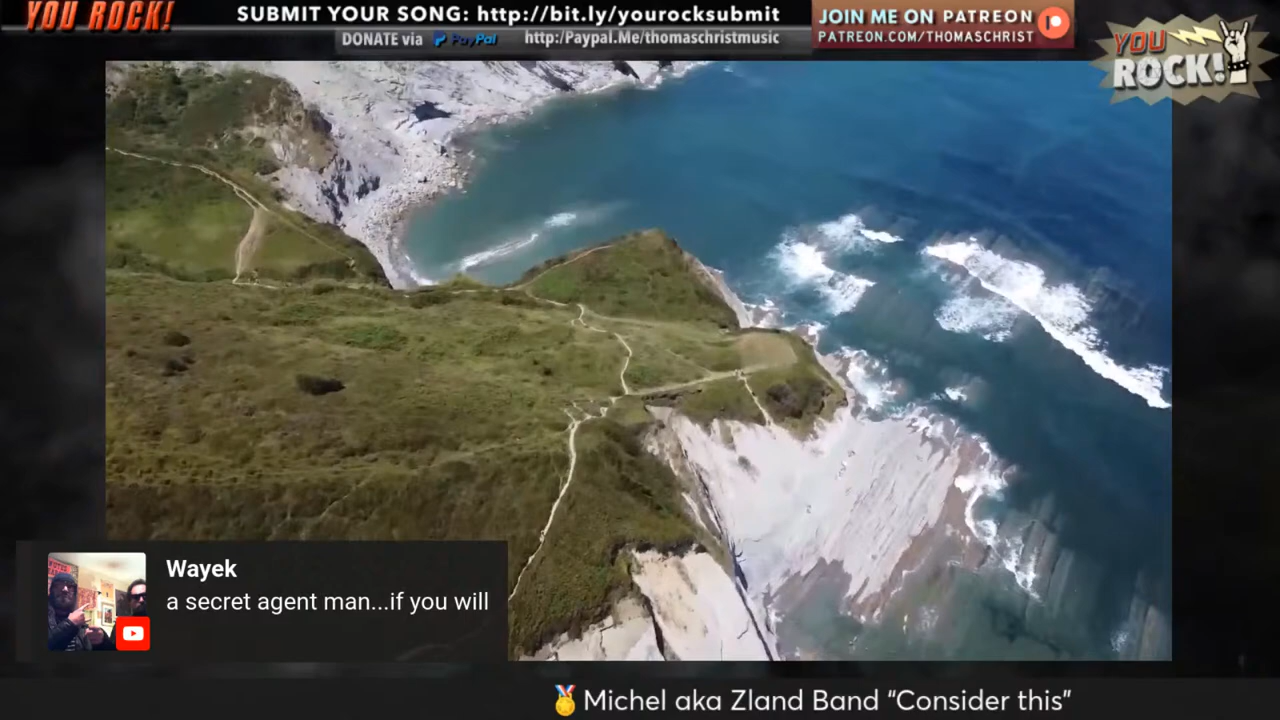 YOU ROCK!
SUBMIT YOUR SONG: http://bit.ly/yourocksubmit
DONATE via PayPal http:/Paypal.Me/thomaschristmusic
JOIN ME ON PATREON
PATREON.COM/THOMASCHRIST
YOU
ROCK!
Wayek
a secret agent man...if you will
Michel aka Zland Band “Consider this”